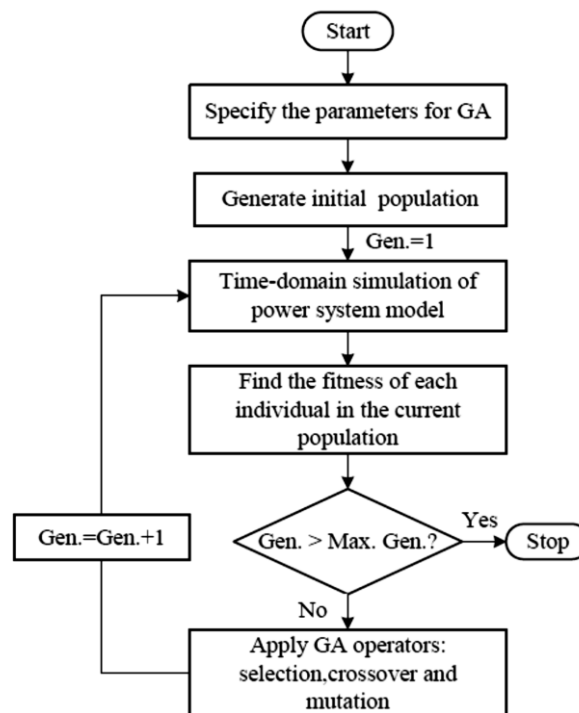 Start
Specify the parameters for GA
Generate initial population
Gen.=1
Time-domain simulation of
power system model
Find the fitness of each
individual in the current
population
Gen. > Max. Gen.?
Yes
Stop
No
Gen.=Gen.+1
Apply GA operators:
selection,crossover and
mutation